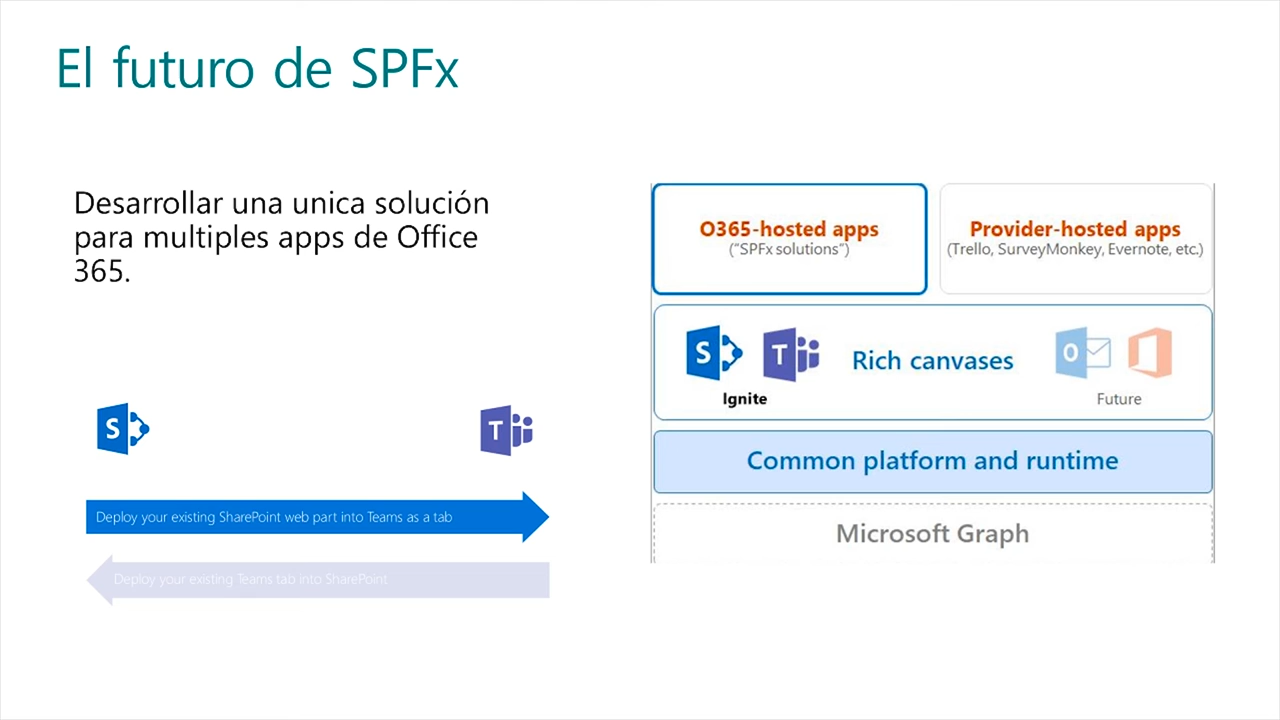 El futuro de SPFx
Desarrollar una unica solución
para multiples apps de Office
365.
S
T
Deploy your existing SharePoint web part into Teams as a tab
Deploy your existing Teams tab into SharePoint
O365-hosted apps
("SPFx solutions")
Provider-hosted apps
(Trello, SurveyMonkey, Evernote, etc.)
S
T
Rich canvases
O
Ignite
Future
Common platform and runtime
Microsoft Graph